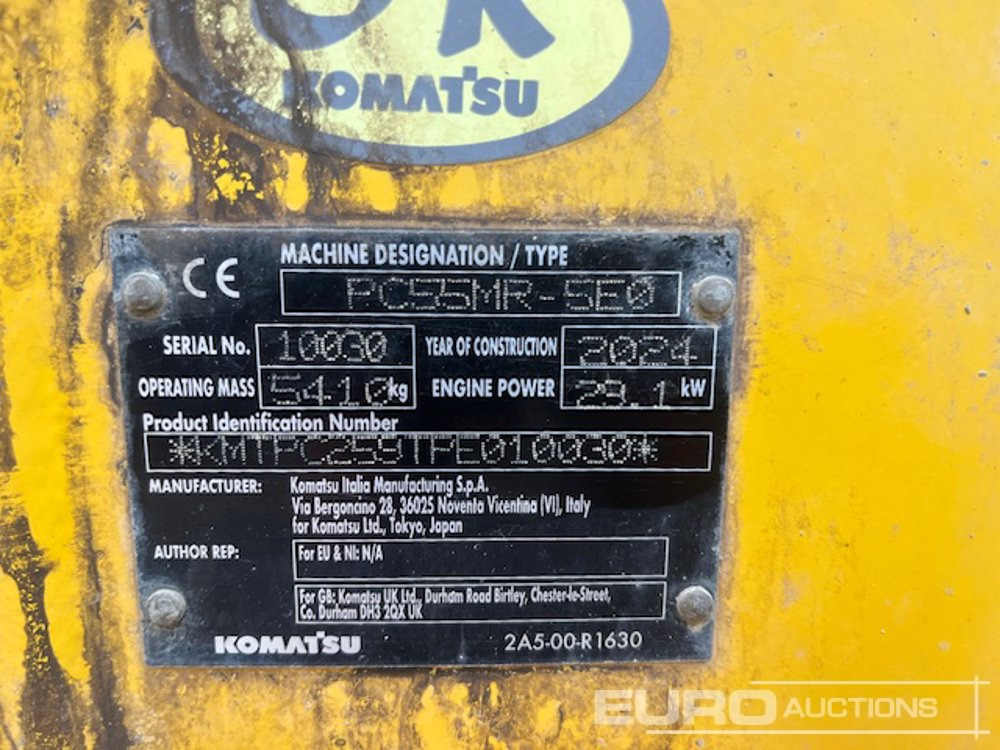 KOMATSU
CE
MACHINE DESIGNATION / TYPE
PC55MR-5E0
SERIAL No. 10030 YEAR OF CONSTRUCTION 2024
OPERATING MASS 5410 kg ENGINE POWER 29.1 kW
Product Identification Number
*KMTPC259TPE010030*
MANUFACTURER: Komatsu Italia Manufacturing S.p.A.
Via Bergoncino 28, 36025 Noventa Vicentina (VI), Italy
for Komatsu Ltd., Tokyo, Japan
AUTHOR REP: For EU & NI: N/A
For GB: Komatsu UK Ltd., Durham Road Birtley, Chester-le-Street,
Co. Durham DH3 2QX UK
KOMATSU 2A5-00-R1630
EURO AUCTIONS